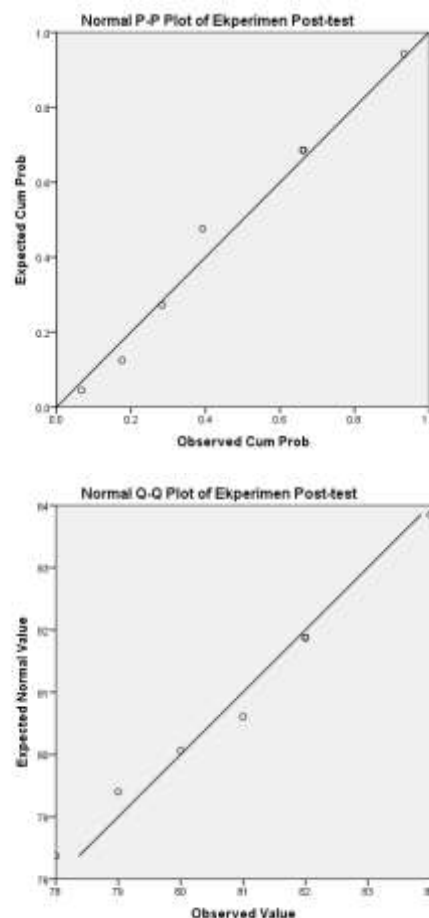 Normal P-P Plot of Ekperimen Post-test
1.0
0.8
0.6
0.4
0.2
0.0
Expected Cum Prob
0.0 0.2 0.4 0.6 0.8 1
Observed Cum Prob
Normal Q-Q Plot of Ekperimen Post-test
84
83
82
81
80
79
78
Expected Normal Value
78 79 80 81 82 83
Observed Value